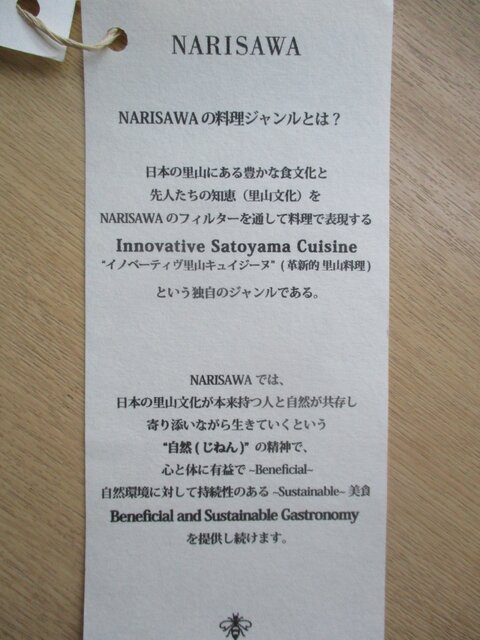 NARISAWA
NARISAWAの料理ジャンルとは？
日本の里山にある豊かな食文化と
先人たちの知恵（里山文化）を
NARISAWAのフィルターを通して料理で表現する
Innovative Satoyama Cuisine
“イノベーティヴ里山キュイジーヌ” (革新的 里山料理)
という独自のジャンルである。
NARISAWAでは、
日本の里山文化が本来持つ人と自然が共存し
寄り添いながら生きていくという
“自然(じねん)” の精神で、
心と体に有益で ~Beneficial~
自然環境に対して持続性のある ~Sustainable~ 美食
Beneficial and Sustainable Gastronomy
を提供し続けます。